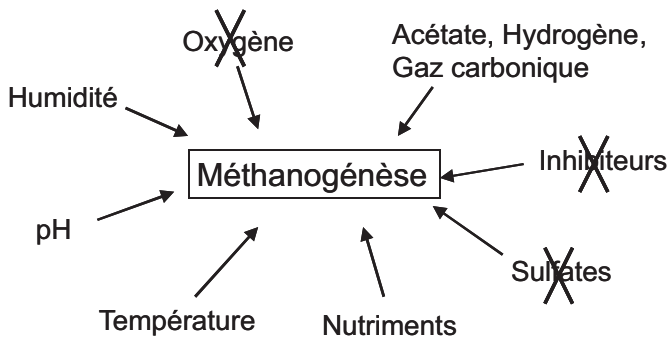 Oxygène
Acétate, Hydrogène,
Gaz carbonique
Humidité
Inhibiteurs
Méthanogénèse
pH
Sulfates
Température
Nutriments